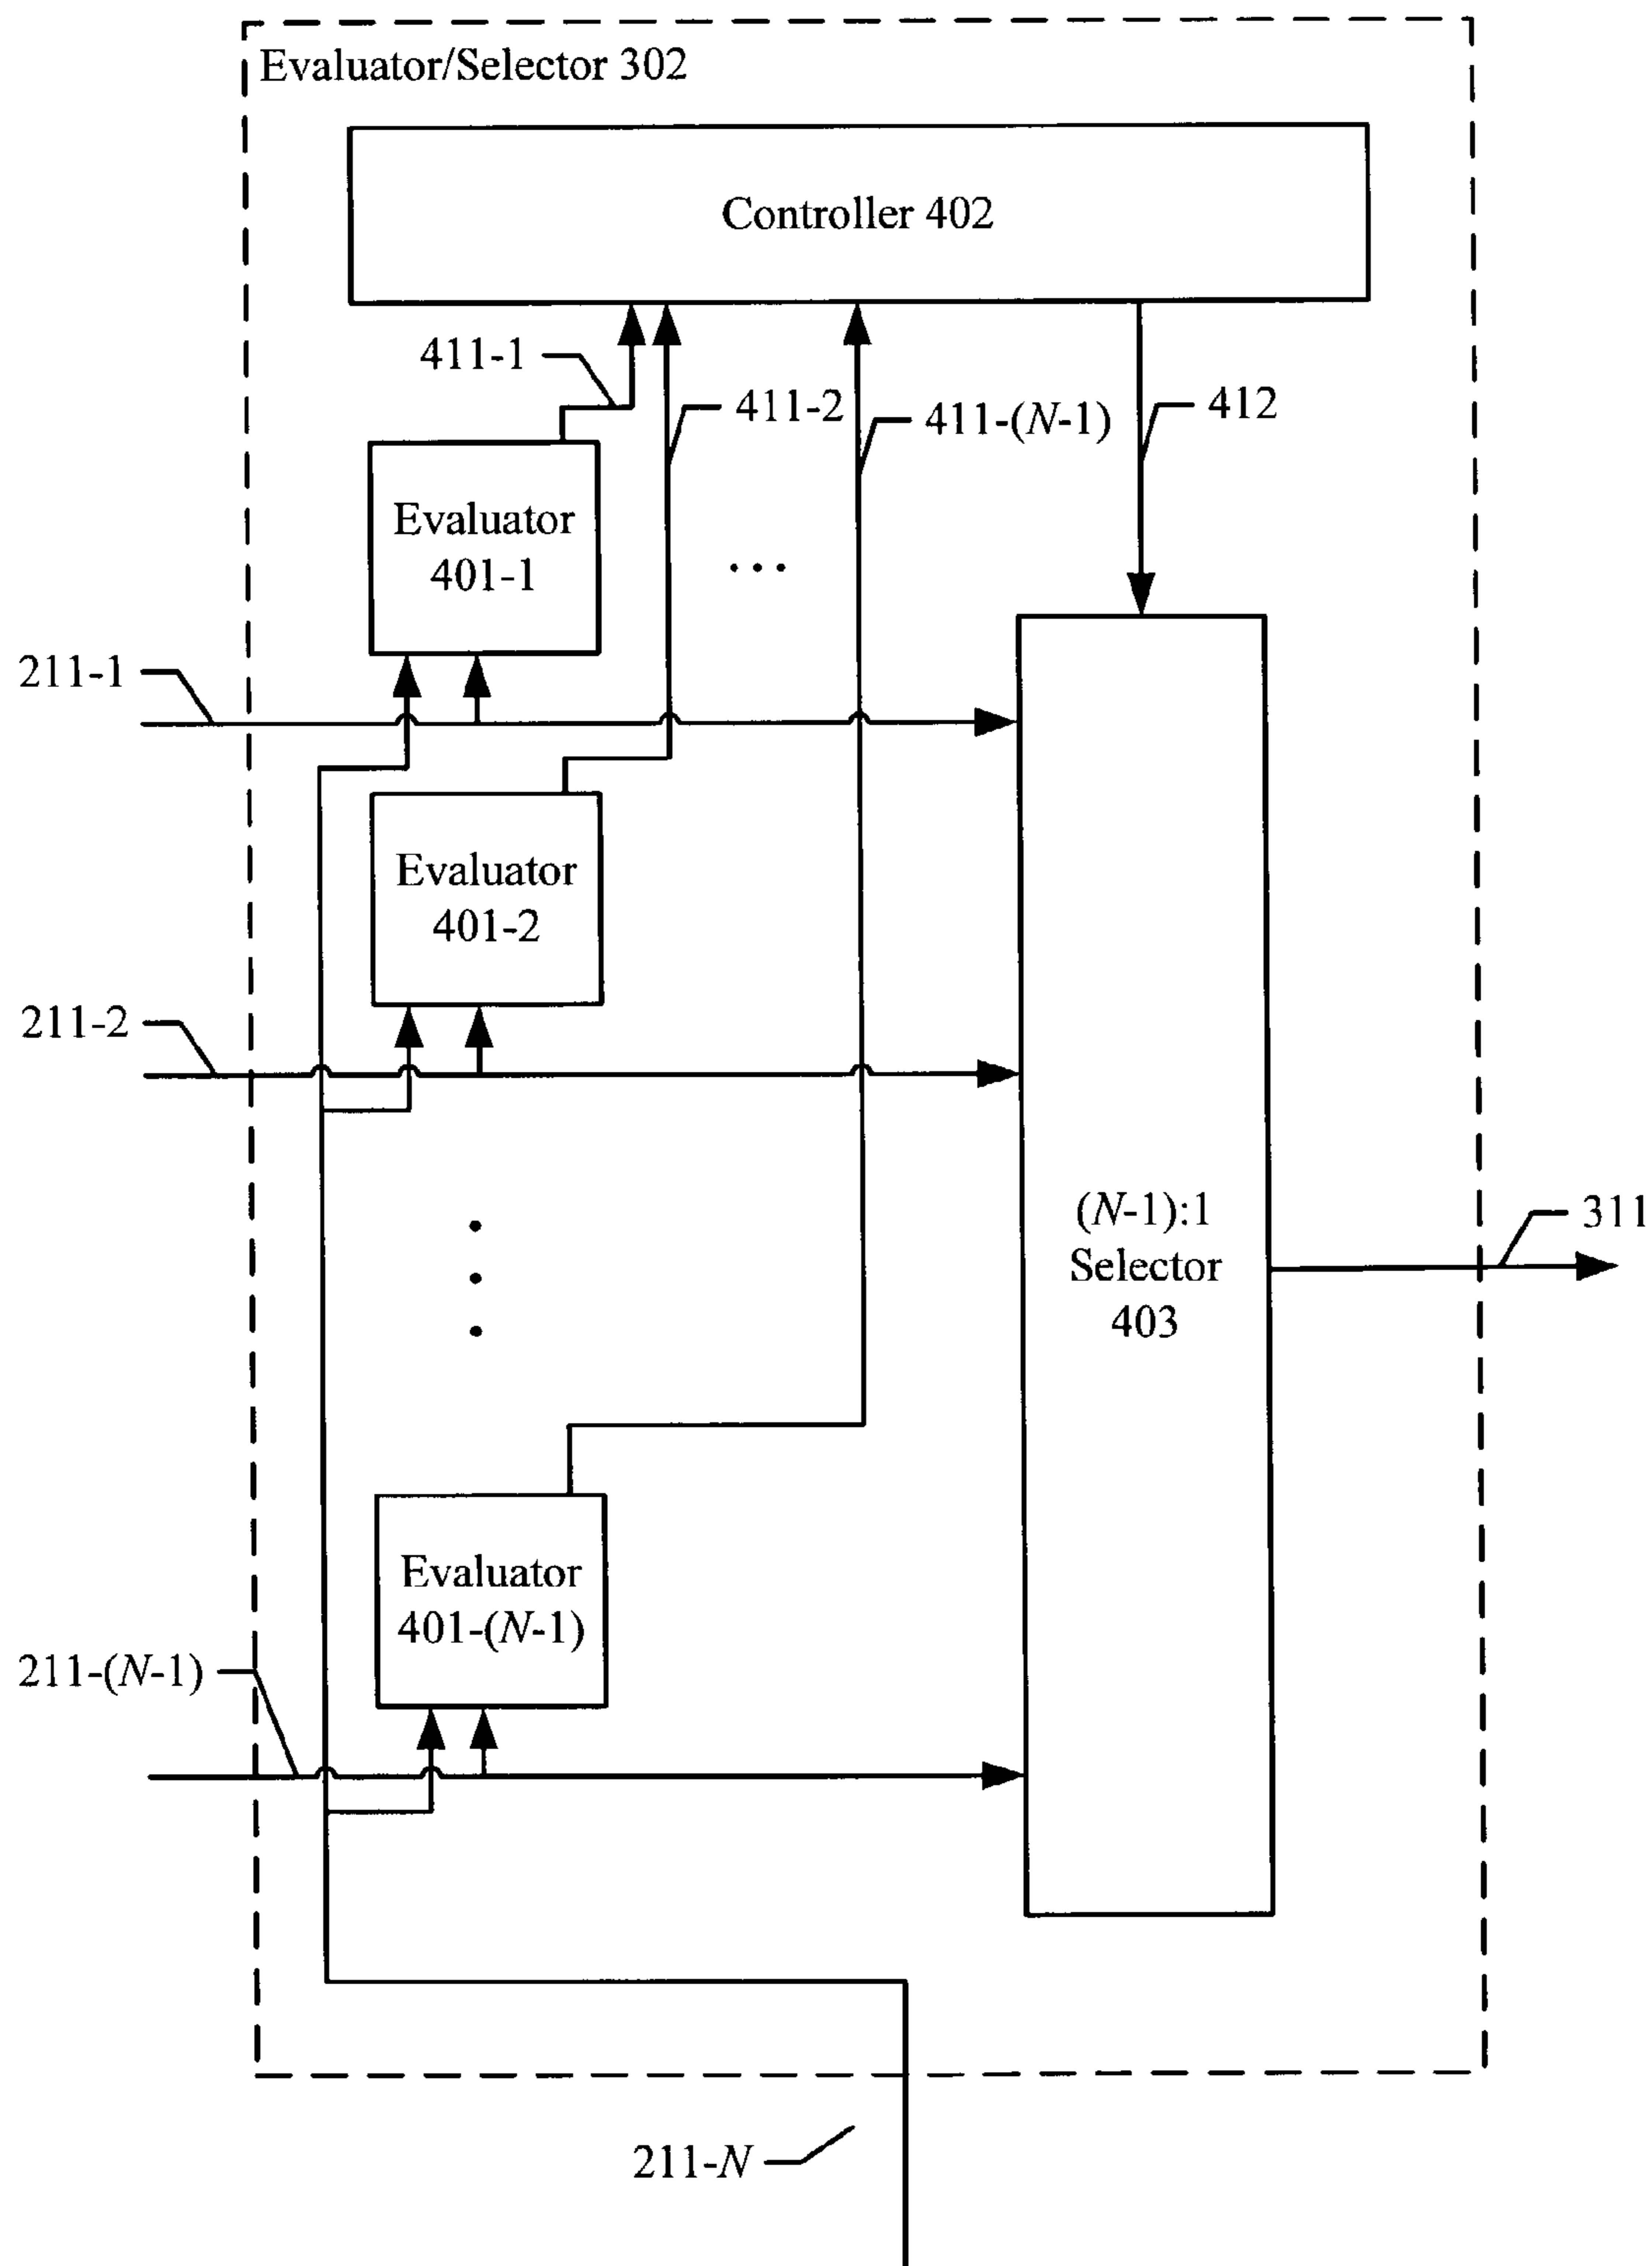 Evaluator/Selector 302
Controller 402
411-1
411-2
411-(N-1)
412
Evaluator
401-1
...
211-1
Evaluator
401-2
211-2
(N-1):1
Selector
403
311
Evaluator
401-(N-1)
211-(N-1)
211-N